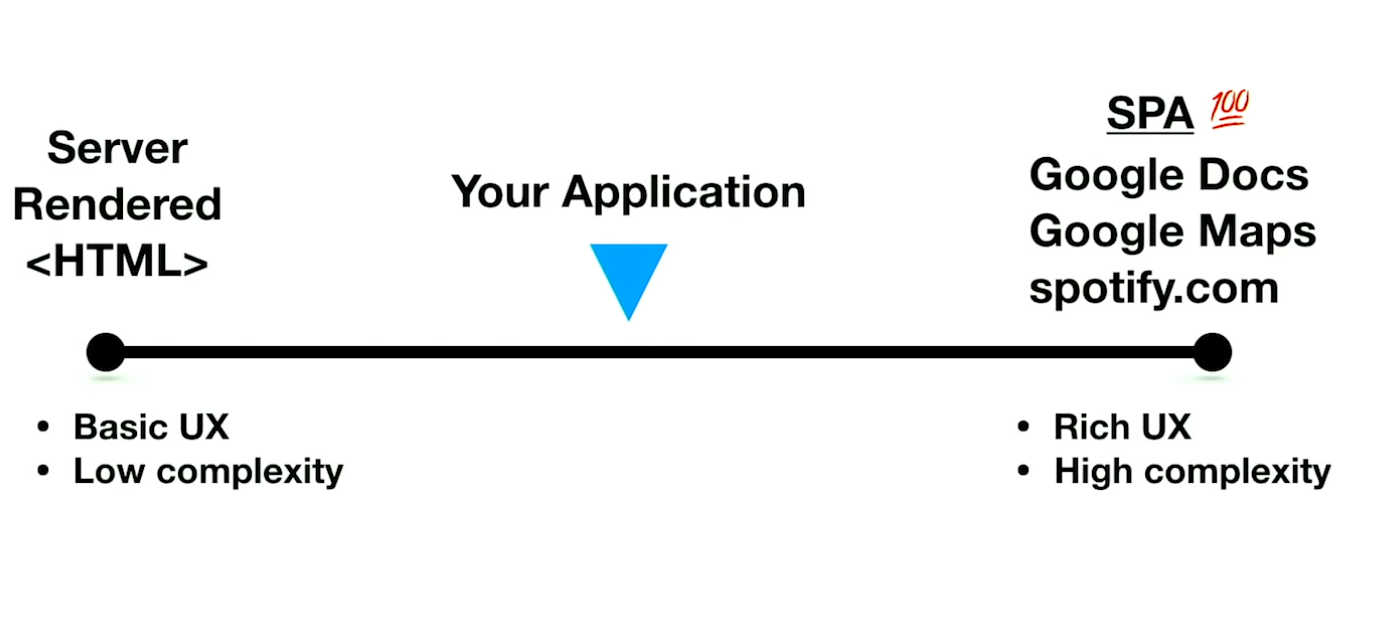 Server
Rendered
<HTML>
Your Application
SPA 💯
Google Docs
Google Maps
spotify.com
• Basic UX
• Low complexity
• Rich UX
• High complexity